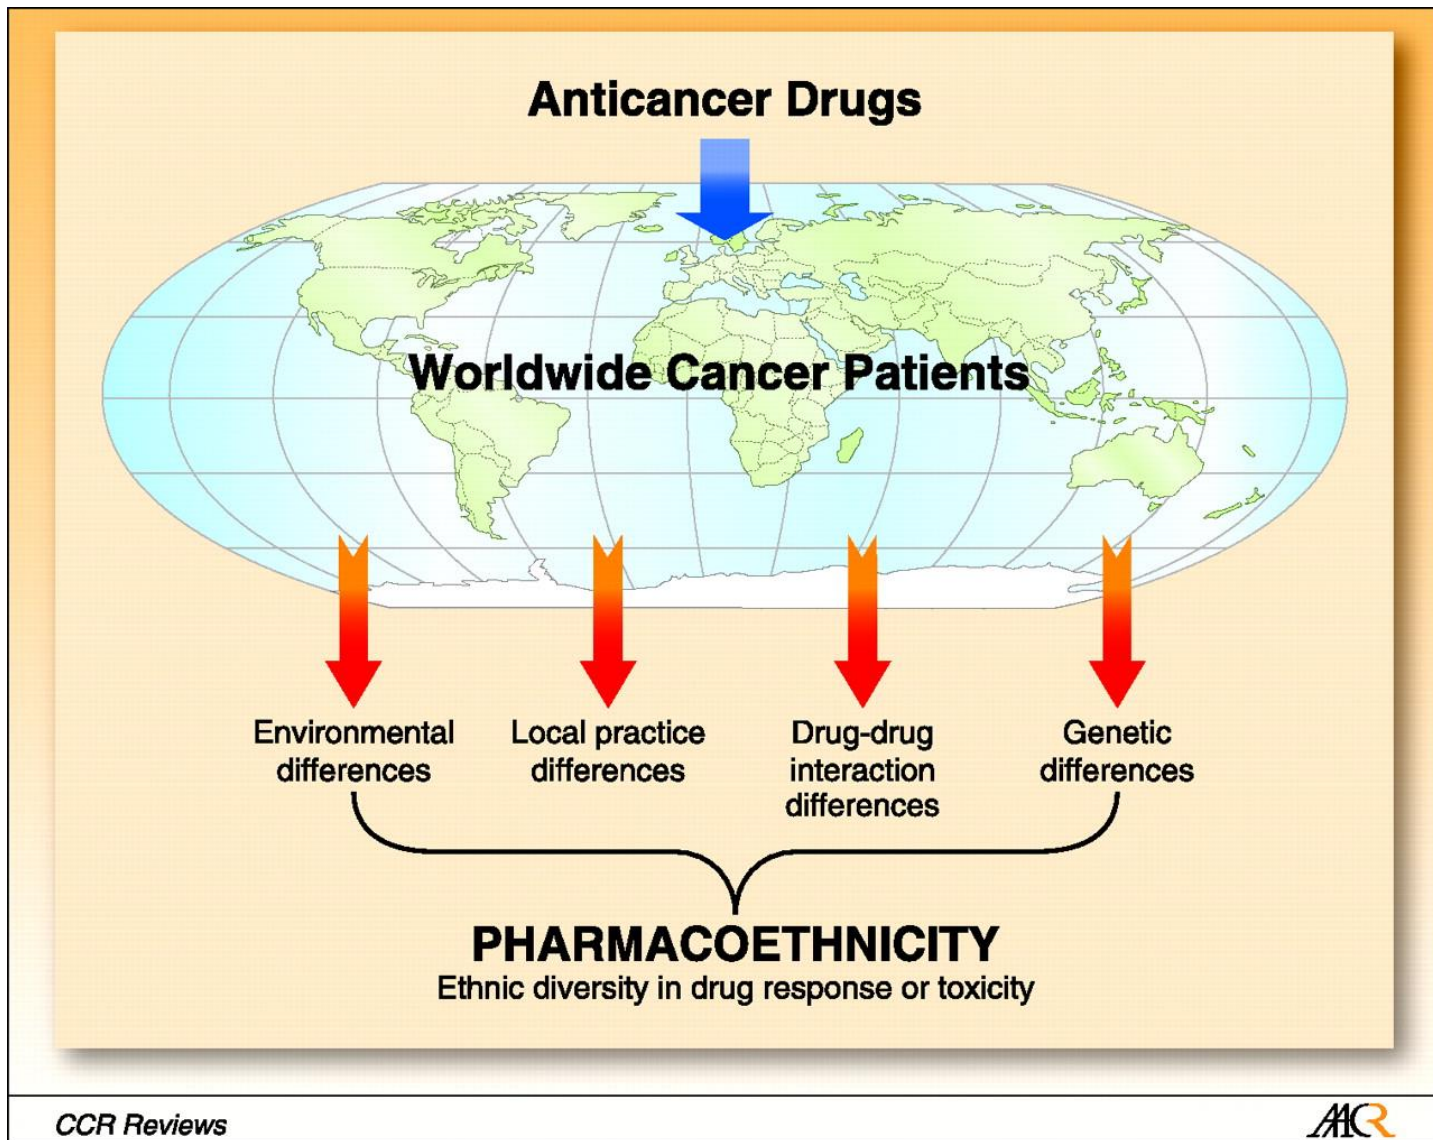 Anticancer Drugs
Worldwide Cancer Patients
Environmental
differences
Local practice
differences
Drug-drug
interaction
differences
Genetic
differences
PHARMACOETHNICITY
Ethnic diversity in drug response or toxicity
CCR Reviews
AACR